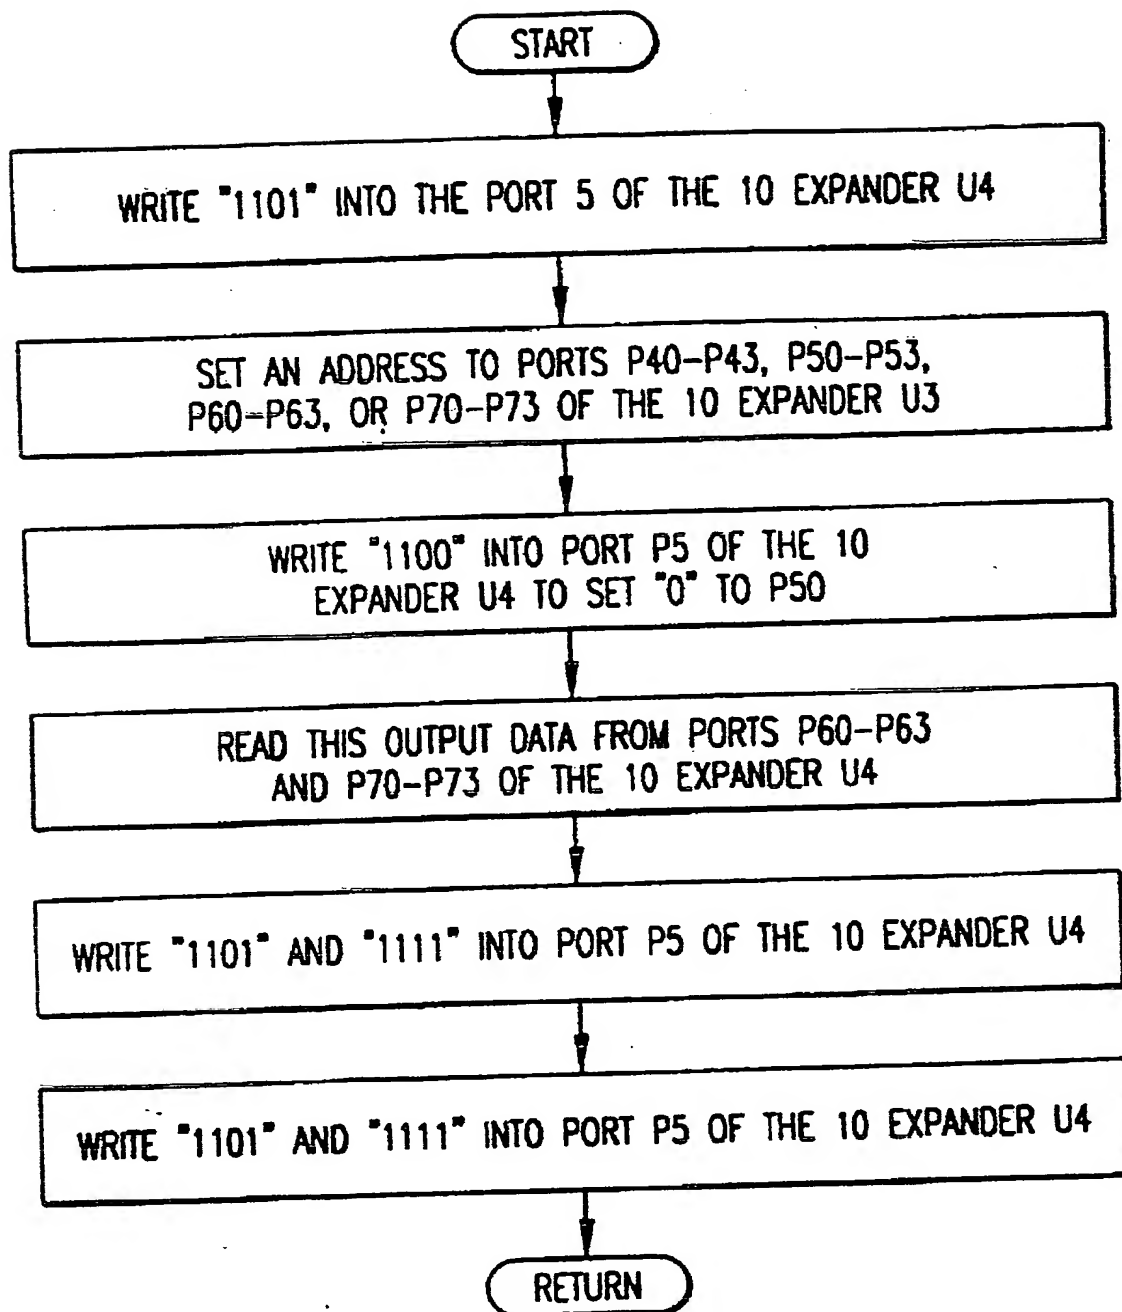 START
WRITE "1101" INTO THE PORT 5 OF THE 10 EXPANDER U4
SET AN ADDRESS TO PORTS P40-P43, P50-P53,
P60-P63, OR P70-P73 OF THE 10 EXPANDER U3
WRITE "1100" INTO PORT P5 OF THE 10
EXPANDER U4 TO SET "0" TO P50
READ THIS OUTPUT DATA FROM PORTS P60-P63
AND P70-P73 OF THE 10 EXPANDER U4
WRITE "1101" AND "1111" INTO PORT P5 OF THE 10 EXPANDER U4
WRITE "1101" AND "1111" INTO PORT P5 OF THE 10 EXPANDER U4
RETURN